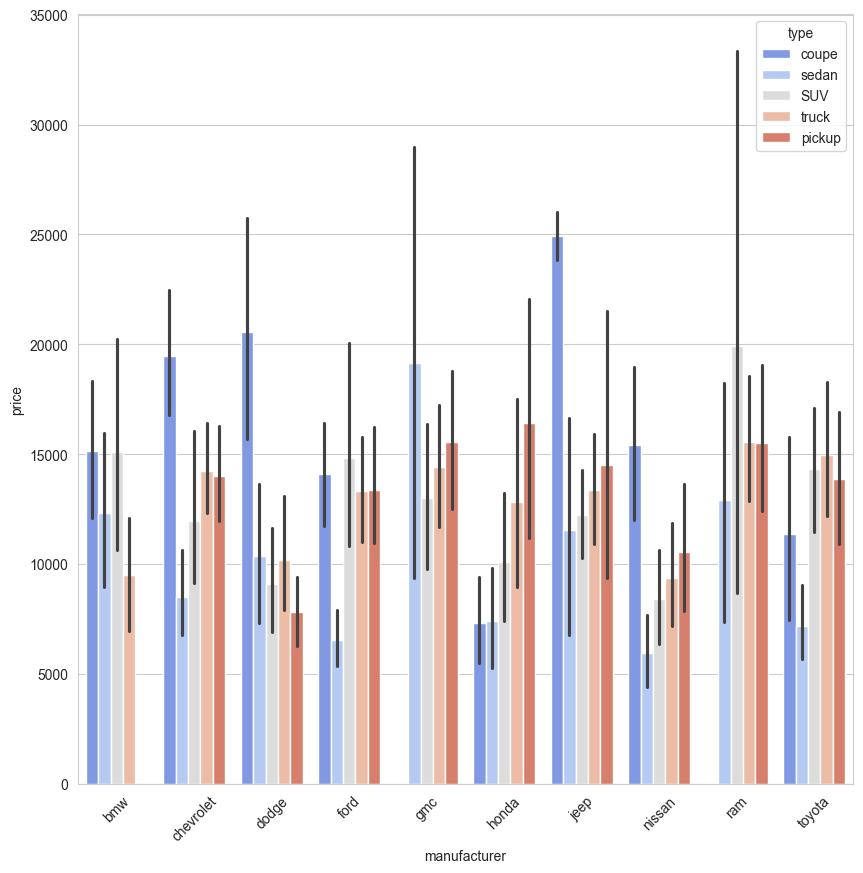 35000
30000
25000
20000
15000
10000
5000
0
price
type
coupe
sedan
SUV
truck
pickup
bmw
chevrolet
dodge
ford
gmc
honda
jeep
nissan
ram
toyota
manufacturer